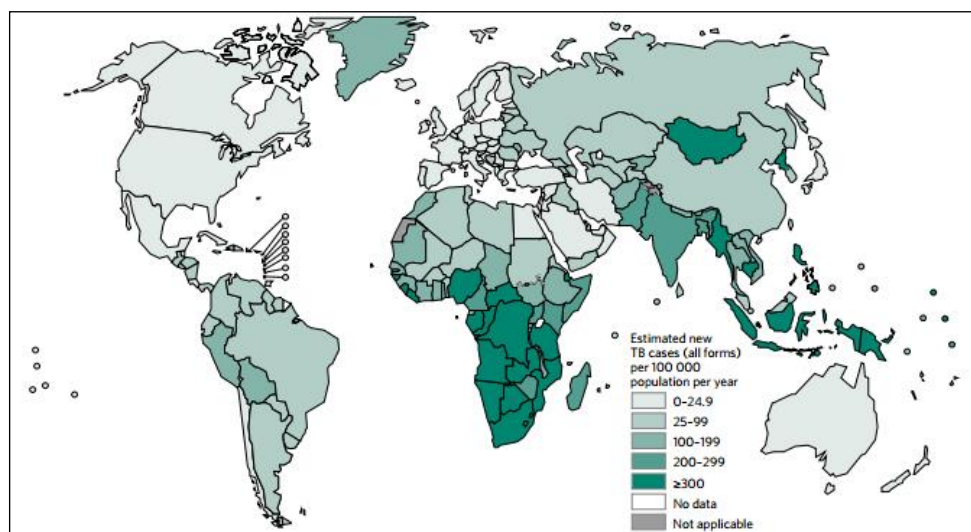 Estimated new
TB cases (all forms)
per 100 000
population per year
0–24.9
25–99
100–199
200–299
≥300
No data
Not applicable